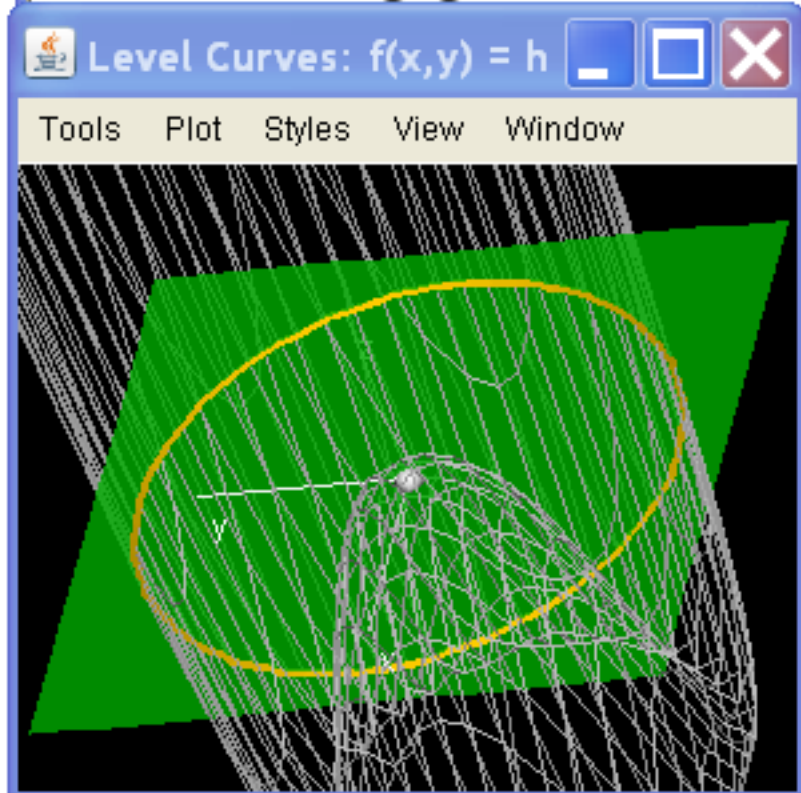 Level Curves: f(x,y) = h
Tools Plot Styles View Window
y
x